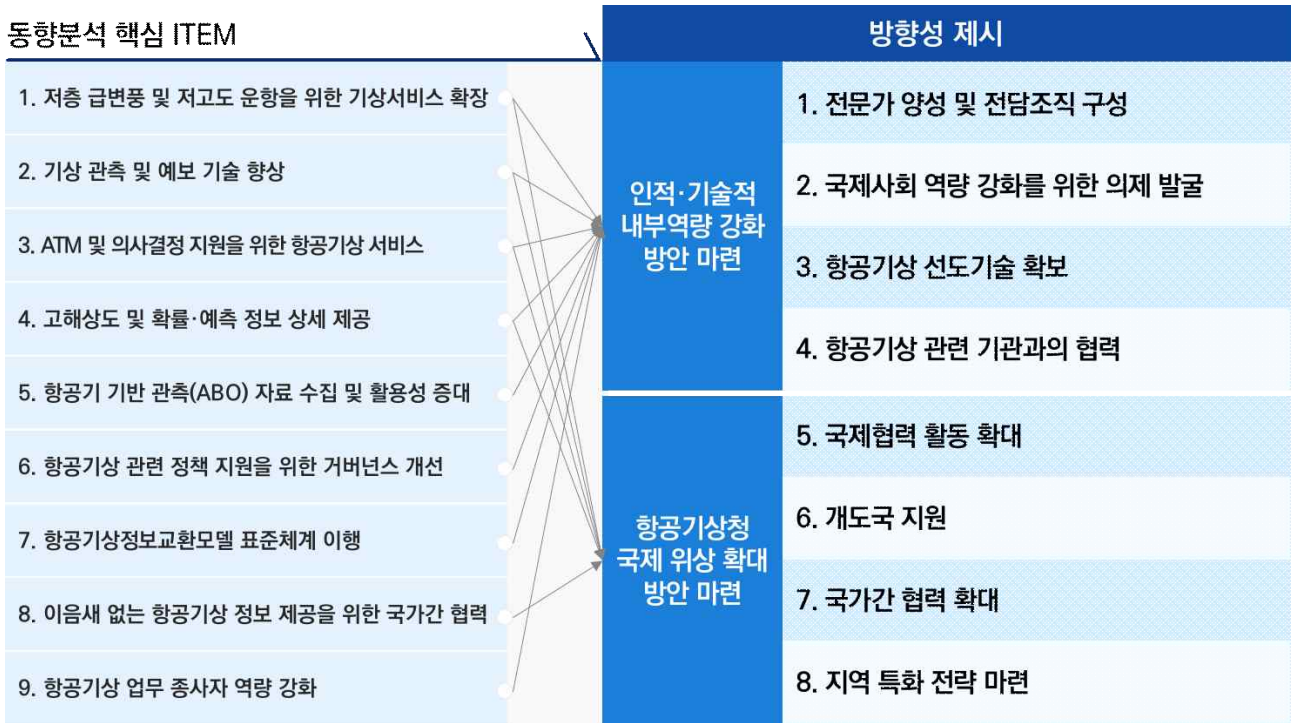 동향분석 핵심 ITEM
1. 저층 급변풍 및 저고도 운항을 위한 기상서비스 확장
2. 기상 관측 및 예보 기술 향상
3. ATM 및 의사결정 지원을 위한 항공기상 서비스
4. 고해상도 및 확률·예측 정보 상세 제공
5. 항공기 기반 관측(ABO) 자료 수집 및 활용성 증대
6. 항공기상 관련 정책 지원을 위한 거버넌스 개선
7. 항공기상정보교환모델 표준체계 이행
8. 이음새 없는 항공기상 정보 제공을 위한 국가간 협력
9. 항공기상 업무 종사자 역량 강화
방향성 제시
인적·기술적
내부역량 강화
방안 마련
1. 전문가 양성 및 전담조직 구성
2. 국제사회 역량 강화를 위한 의제 발굴
3. 항공기상 선도기술 확보
4. 항공기상 관련 기관과의 협력
항공기상청
국제 위상 확대
방안 마련
5. 국제협력 활동 확대
6. 개도국 지원
7. 국가간 협력 확대
8. 지역 특화 전략 마련